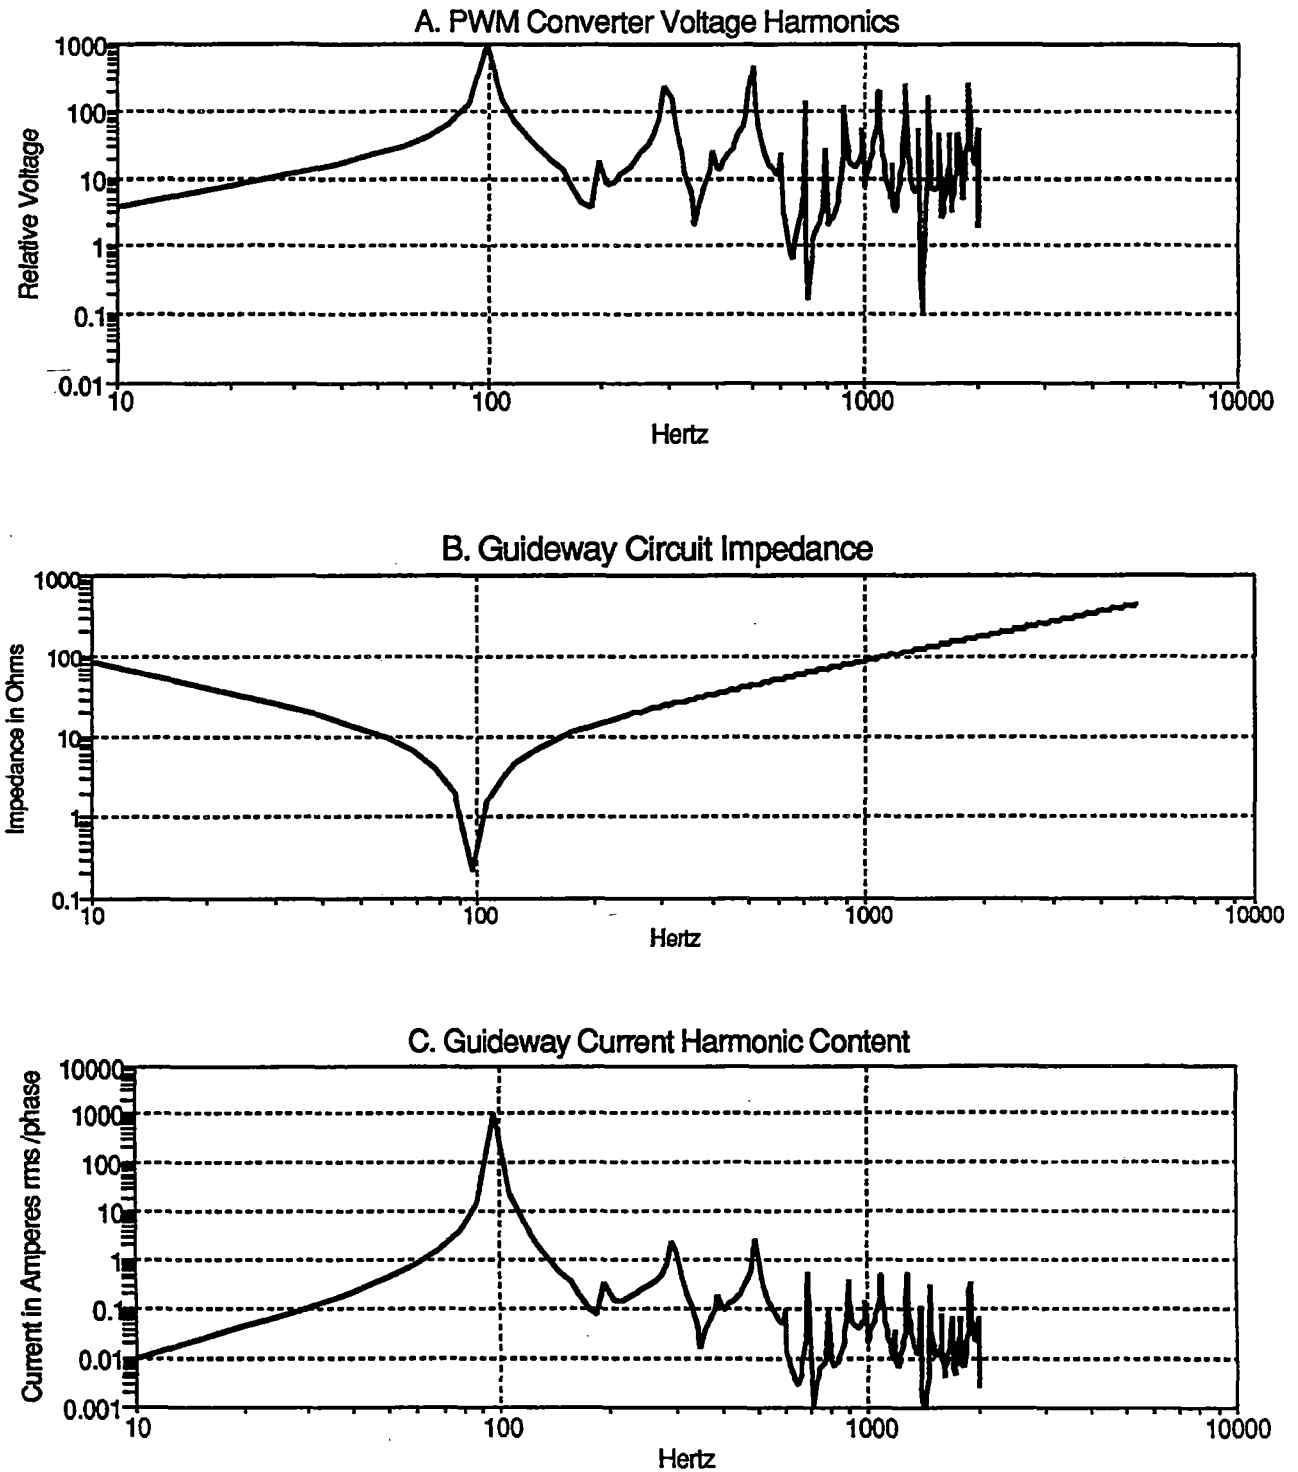 A. PWM Converter Voltage Harmonics
1000
100
10
1
0.1
0.01
Relative Voltage
10 100 1000 10000
Hertz
B. Guideway Circuit Impedance
1000
100
10
1
0.1
Impedance in Ohms
10 100 1000 10000
Hertz
C. Guideway Current Harmonic Content
10000
1000
100
10
1
0.1
0.01
0.001
Current in Amperes rms/phase
10 100 1000 10000
Hertz